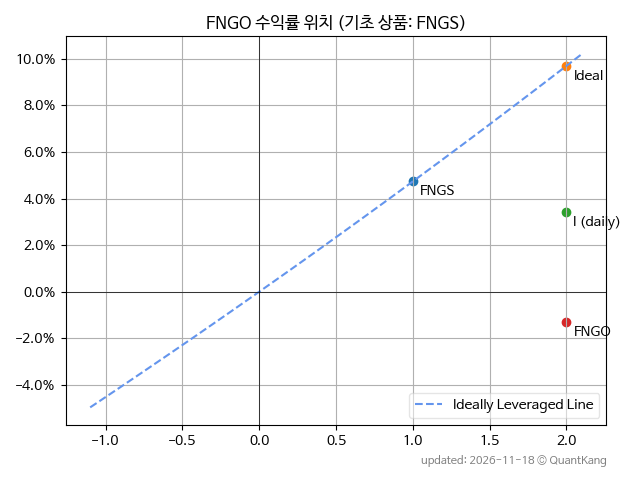 FNGO 수익률 위치 (기초 상품: FNGS)
10.0%
8.0%
6.0%
4.0%
2.0%
0.0%
−2.0%
−4.0%
Ideal
FNGS
l (daily)
FNGO
Ideally Leveraged Line
−1.0 −0.5 0.0 0.5 1.0 1.5 2.0
updated: 2026-11-18 © QuantKang